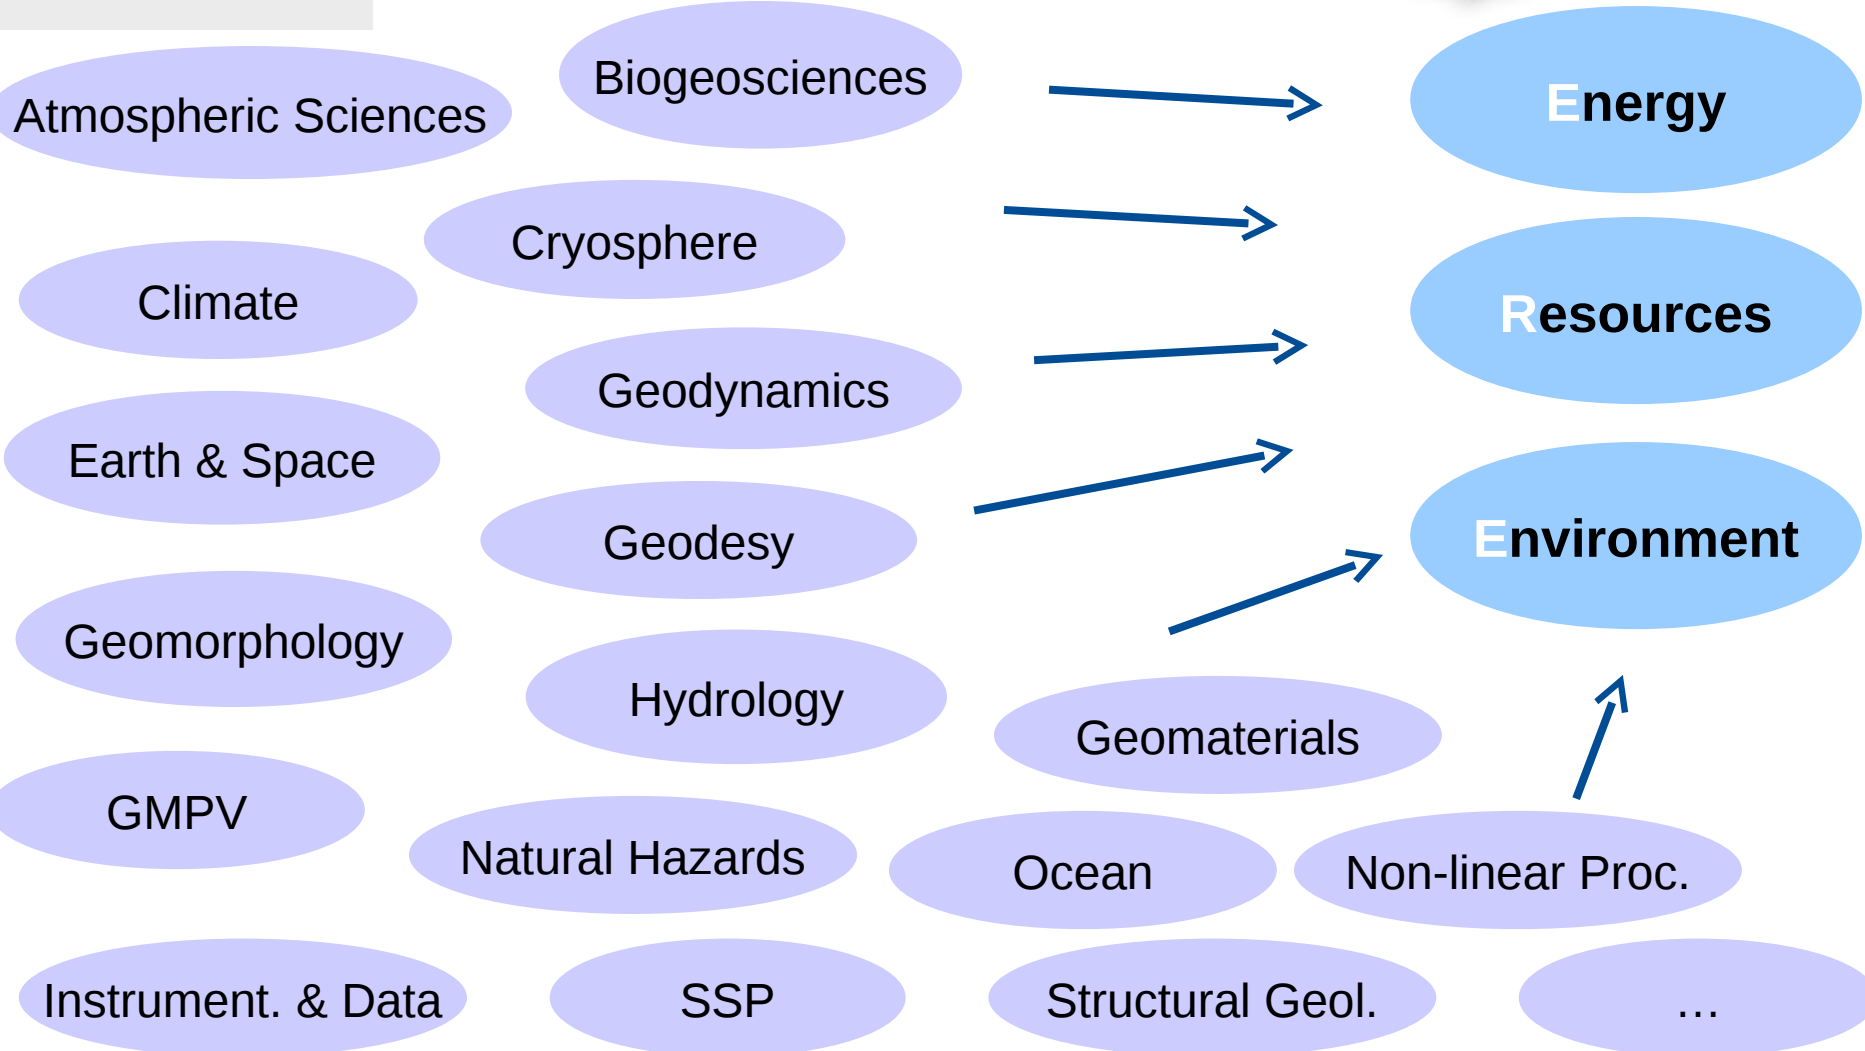 Biogeosciences
Energy
Atmospheric Sciences
Cryosphere
Climate
Resources
Geodynamics
Earth & Space
Geodesy
Environment
Geomorphology
Hydrology
Geomaterials
GMPV
Natural Hazards
Ocean
Non-linear Proc.
Instrument. & Data
SSP
Structural Geol.
…